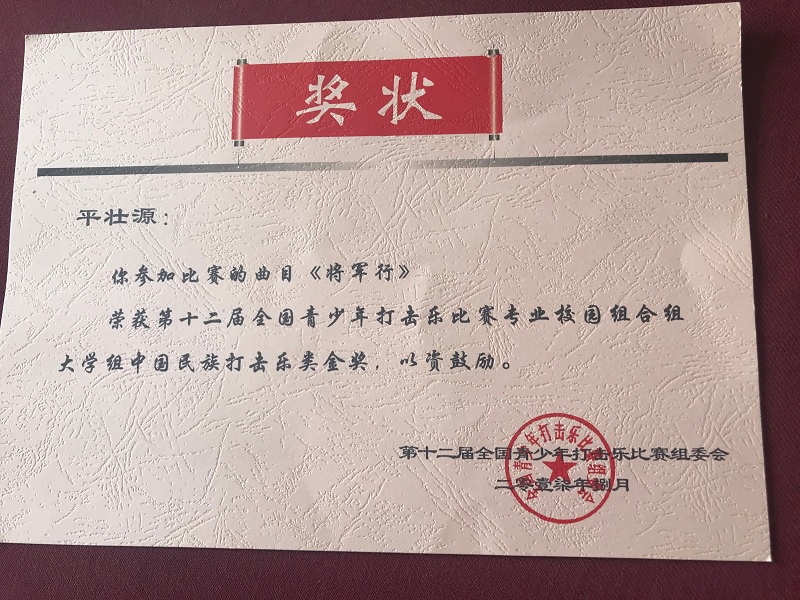 奖状
平壮源：
你参加比赛的曲目《将军行》
荣获第十二届全国青少年打击乐比赛专业校园组合组
大学组中国民族打击乐类金奖，以资鼓励。
第十二届全国青少年打击乐比赛组委会
二零壹柒年捌月